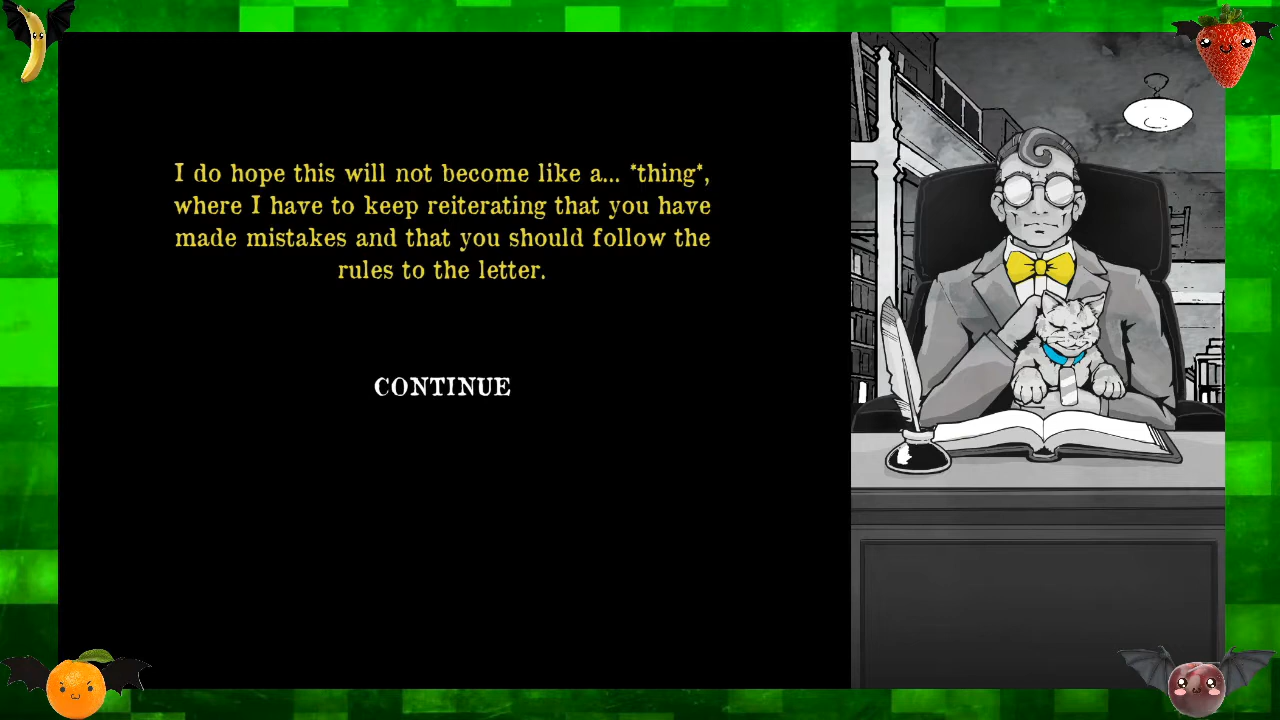 I do hope this will not become like a... *thing*,
where I have to keep reiterating that you have
made mistakes and that you should follow the
rules to the letter.
CONTINUE